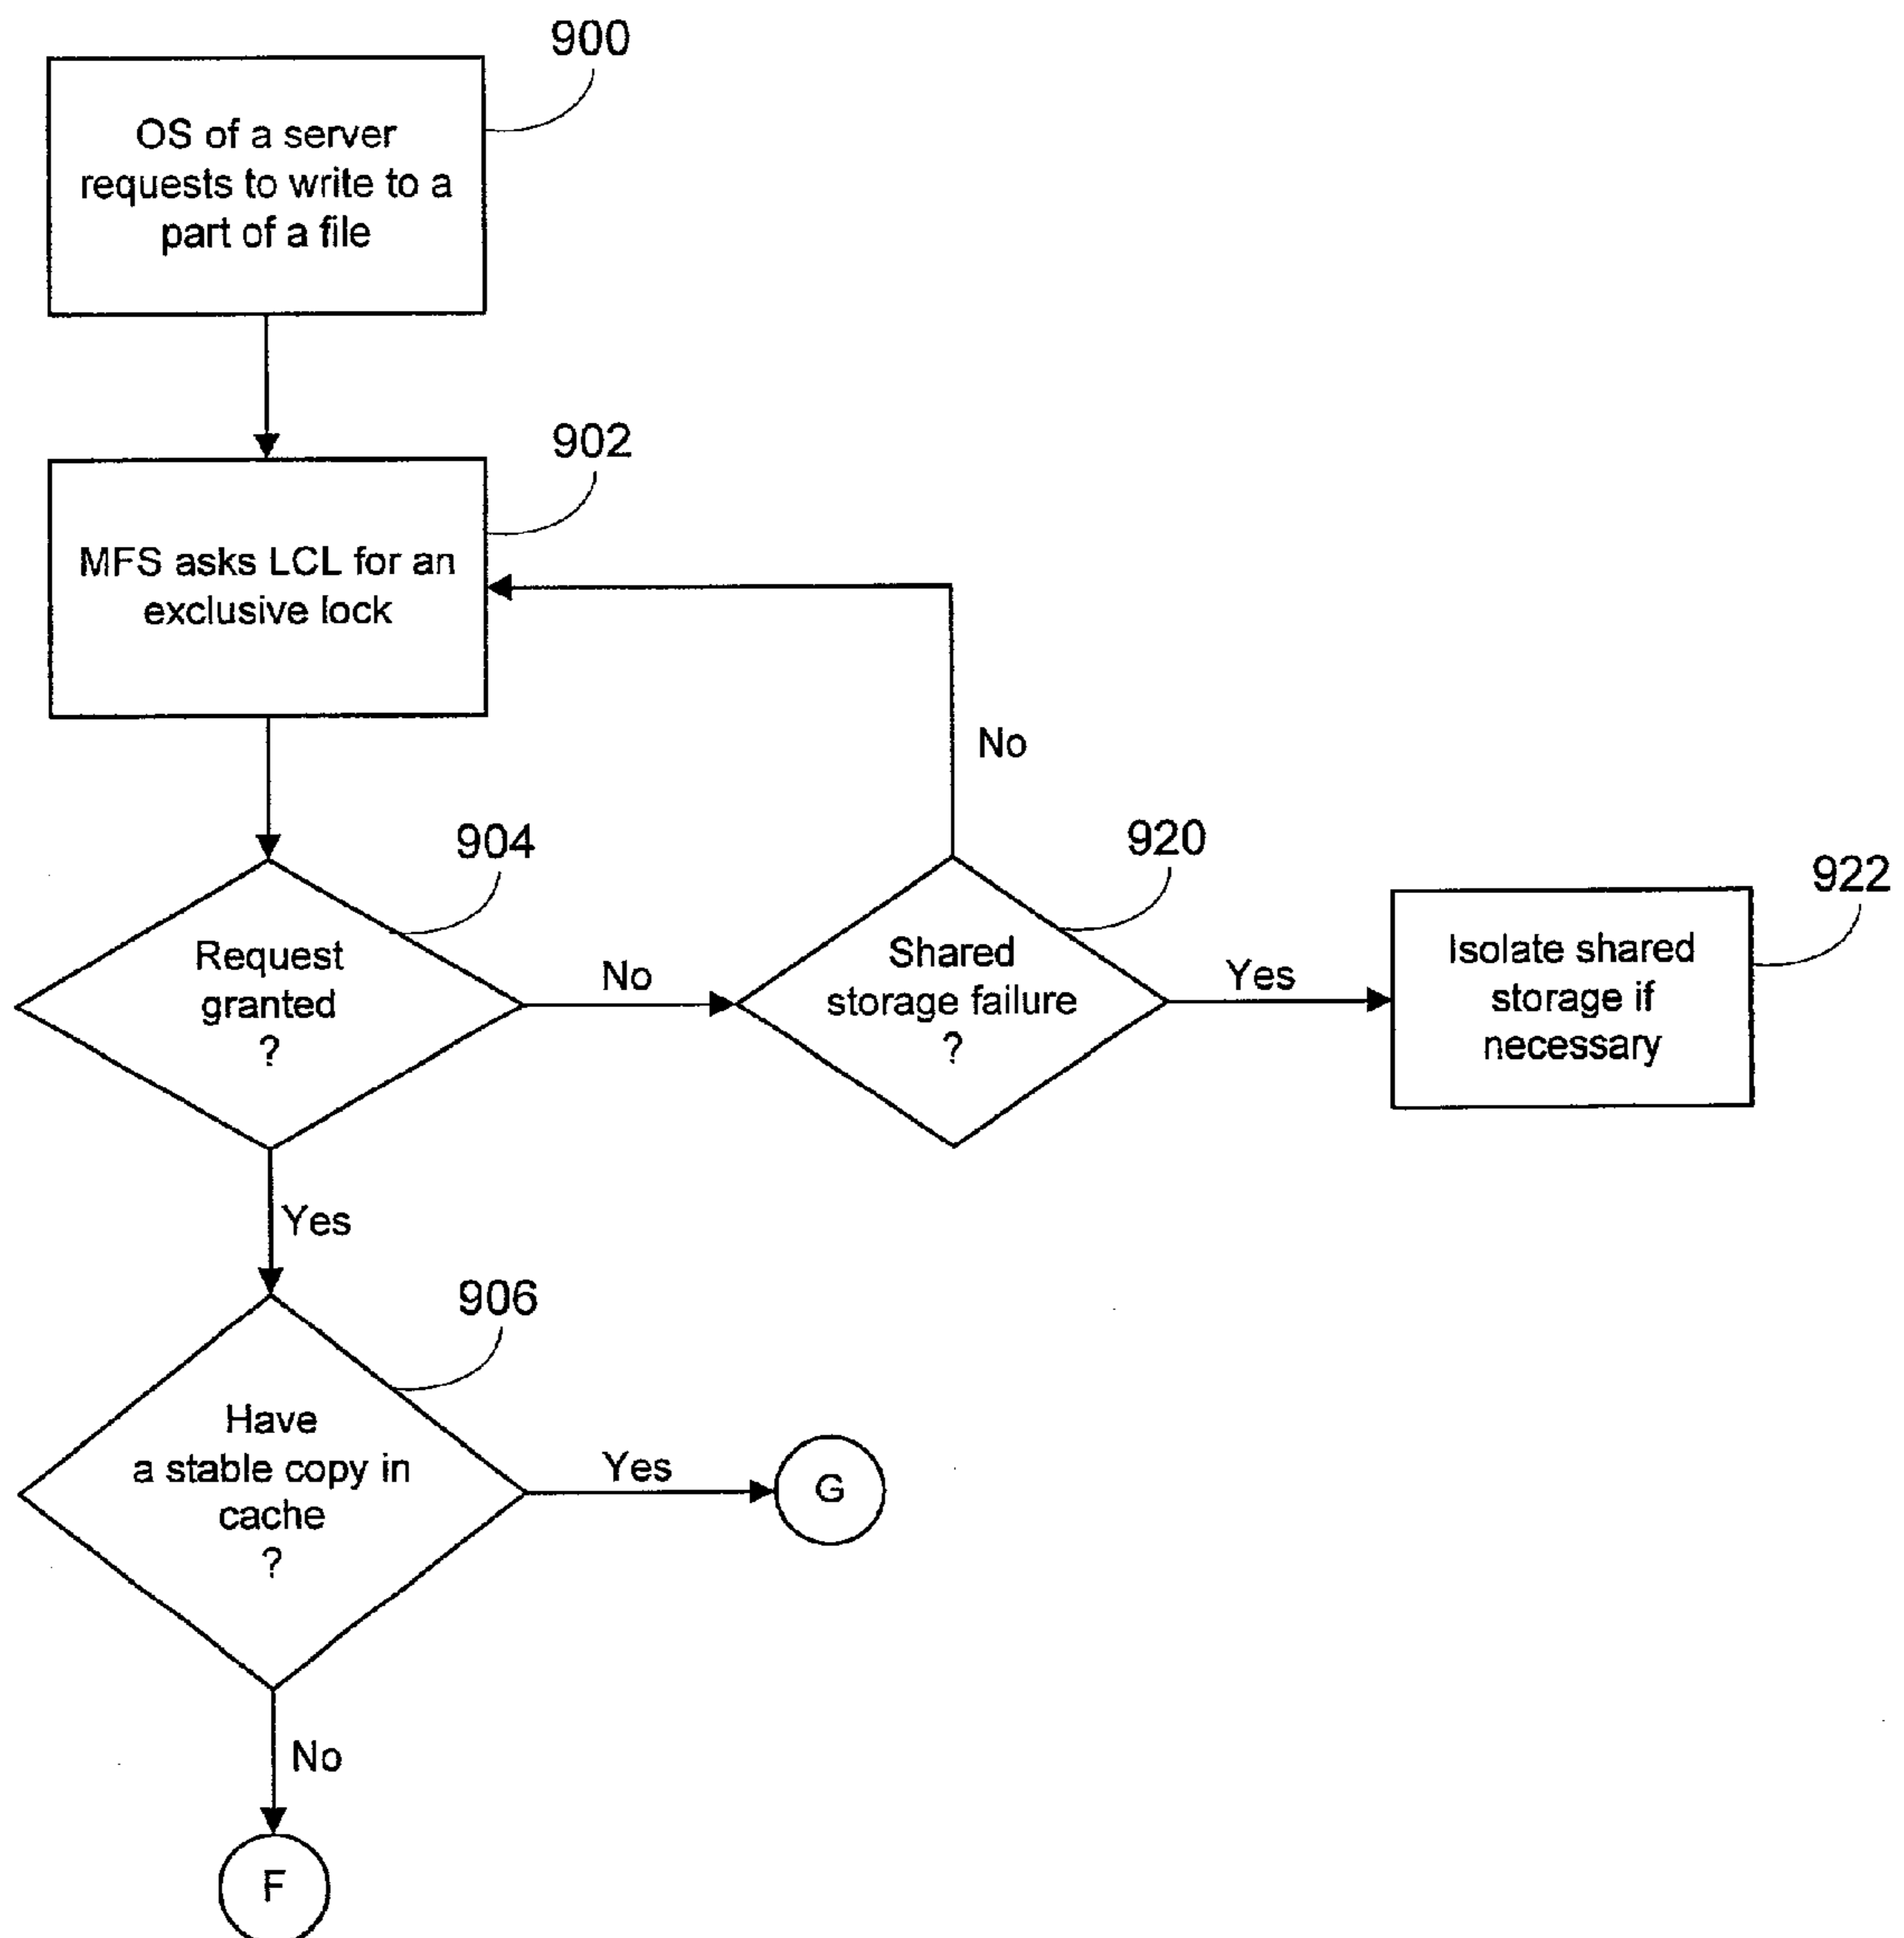 900
OS of a server
requests to write to a
part of a file
902
MFS asks LCL for an
exclusive lock
No
904
Request
granted
?
No
920
Shared
storage failure
?
Yes
922
Isolate shared
storage if
necessary
Yes
906
Have
a stable copy in
cache
?
Yes
G
No
F